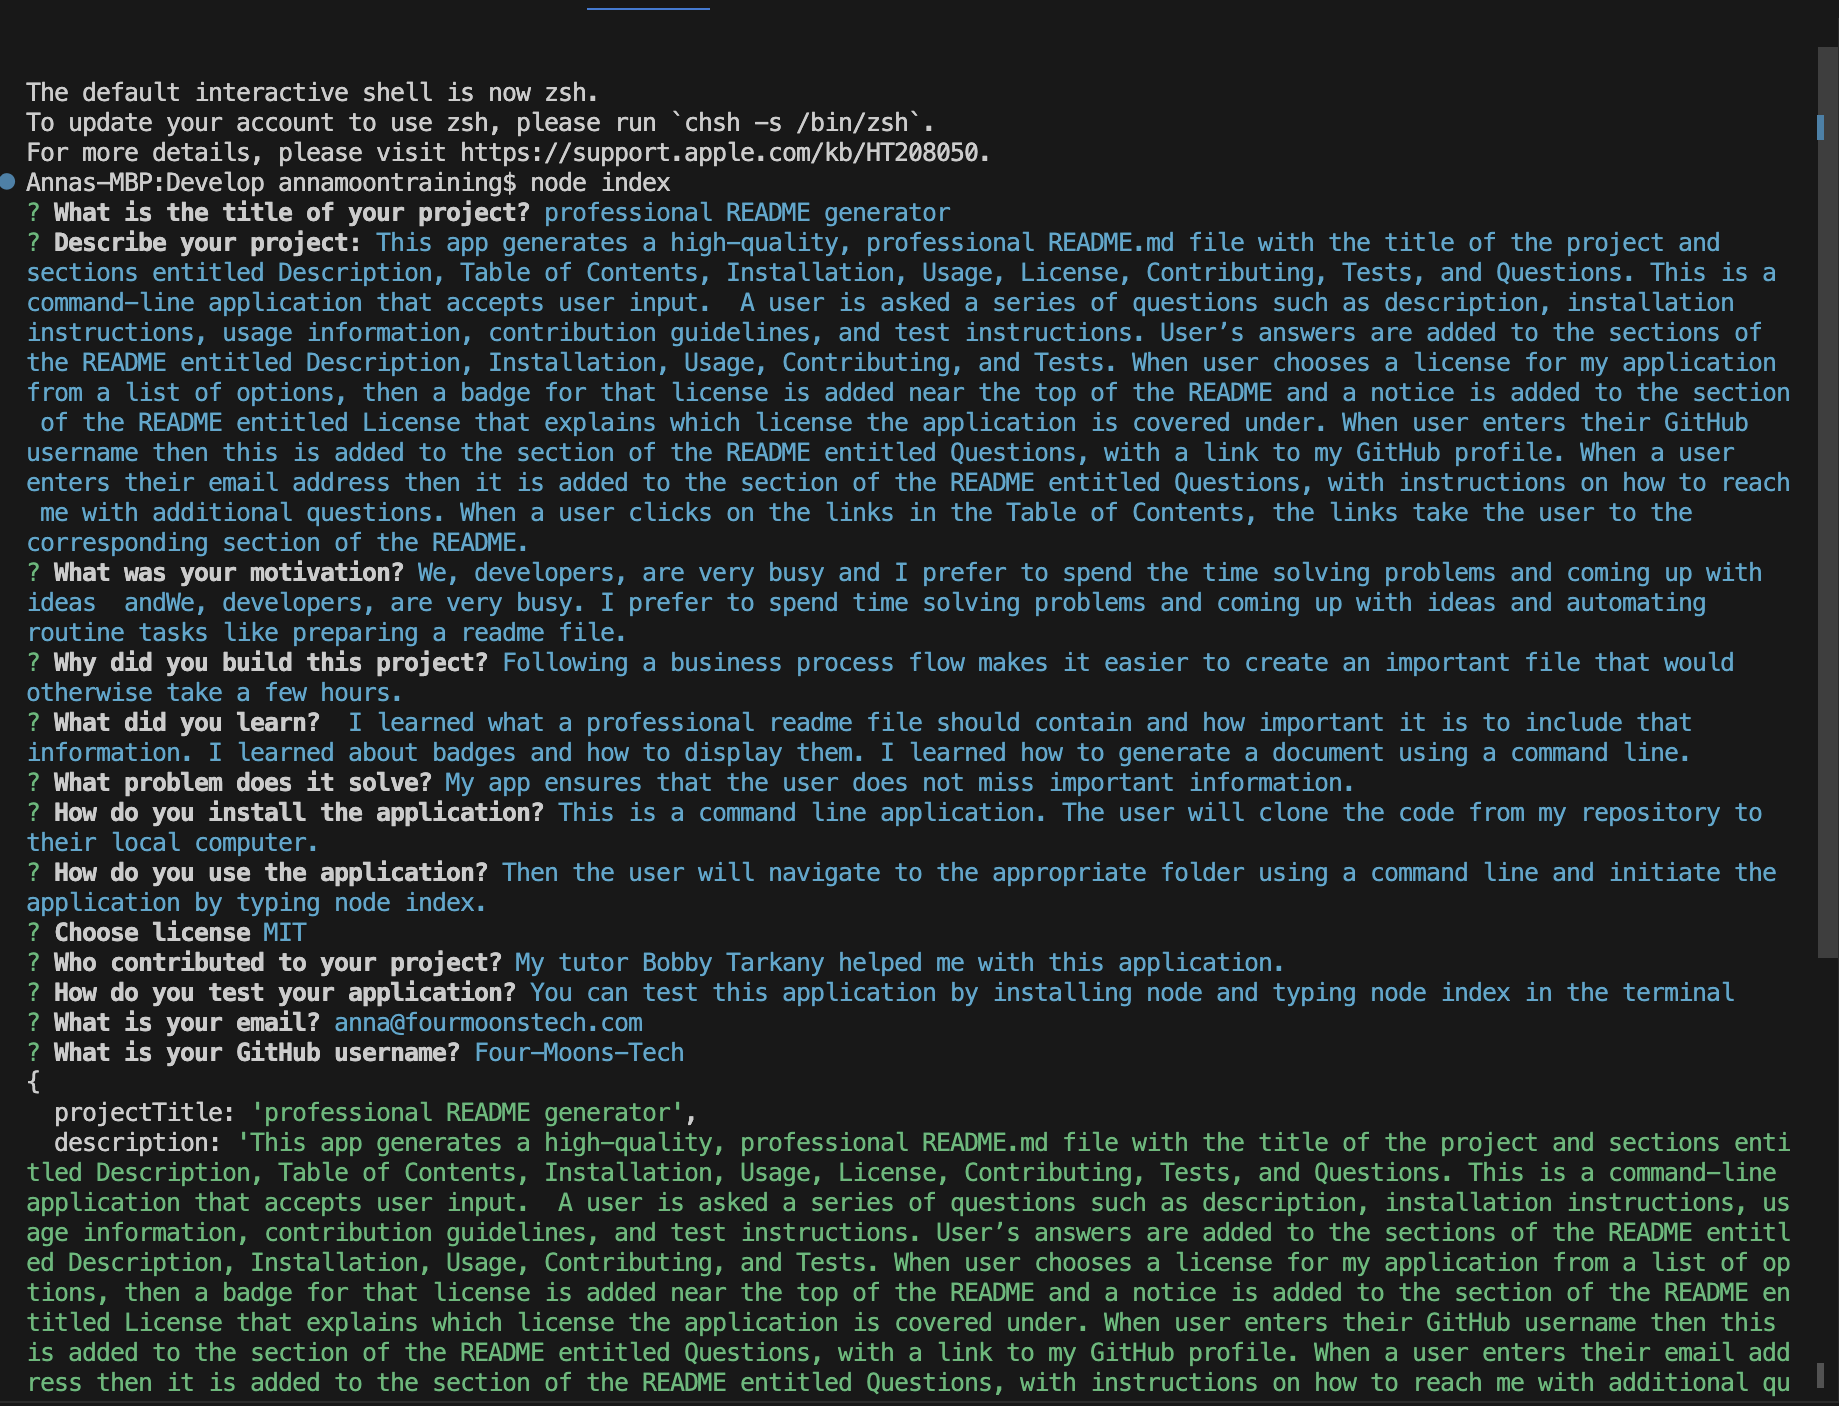 The default interactive shell is now zsh.
To update your account to use zsh, please run `chsh -s /bin/zsh`.
For more details, please visit https://support.apple.com/kb/HT208050.
Annas-MBP:Develop annamoontraining$ node index
? What is the title of your project? professional README generator
? Describe your project: This app generates a high-quality, professional README.md file with the title of the project and
sections entitled Description, Table of Contents, Installation, Usage, License, Contributing, Tests, and Questions. This is a
command-line application that accepts user input.  A user is asked a series of questions such as description, installation
instructions, usage information, contribution guidelines, and test instructions. User’s answers are added to the sections of
the README entitled Description, Installation, Usage, Contributing, and Tests. When user chooses a license for my application
from a list of options, then a badge for that license is added near the top of the README and a notice is added to the section
 of the README entitled License that explains which license the application is covered under. When user enters their GitHub
username then this is added to the section of the README entitled Questions, with a link to my GitHub profile. When a user
enters their email address then it is added to the section of the README entitled Questions, with instructions on how to reach
 me with additional questions. When a user clicks on the links in the Table of Contents, the links take the user to the
corresponding section of the README.
? What was your motivation? We, developers, are very busy and I prefer to spend the time solving problems and coming up with
ideas  andWe, developers, are very busy. I prefer to spend time solving problems and coming up with ideas and automating
routine tasks like preparing a readme file.
? Why did you build this project? Following a business process flow makes it easier to create an important file that would
otherwise take a few hours.
? What did you learn?  I learned what a professional readme file should contain and how important it is to include that
information. I learned about badges and how to display them. I learned how to generate a document using a command line.
? What problem does it solve? My app ensures that the user does not miss important information.
? How do you install the application? This is a command line application. The user will clone the code from my repository to
their local computer.
? How do you use the application? Then the user will navigate to the appropriate folder using a command line and initiate the
application by typing node index.
? Choose license MIT
? Who contributed to your project? My tutor Bobby Tarkany helped me with this application.
? How do you test your application? You can test this application by installing node and typing node index in the terminal
? What is your email? anna@fourmoonstech.com
? What is your GitHub username? Four-Moons-Tech
{
  projectTitle: 'professional README generator',
  description: 'This app generates a high-quality, professional README.md file with the title of the project and sections enti
tled Description, Table of Contents, Installation, Usage, License, Contributing, Tests, and Questions. This is a command-line
application that accepts user input.  A user is asked a series of questions such as description, installation instructions, us
age information, contribution guidelines, and test instructions. User’s answers are added to the sections of the README entitl
ed Description, Installation, Usage, Contributing, and Tests. When user chooses a license for my application from a list of op
tions, then a badge for that license is added near the top of the README and a notice is added to the section of the README en
titled License that explains which license the application is covered under. When user enters their GitHub username then this
is added to the section of the README entitled Questions, with a link to my GitHub profile. When a user enters their email add
ress then it is added to the section of the README entitled Questions, with instructions on how to reach me with additional qu